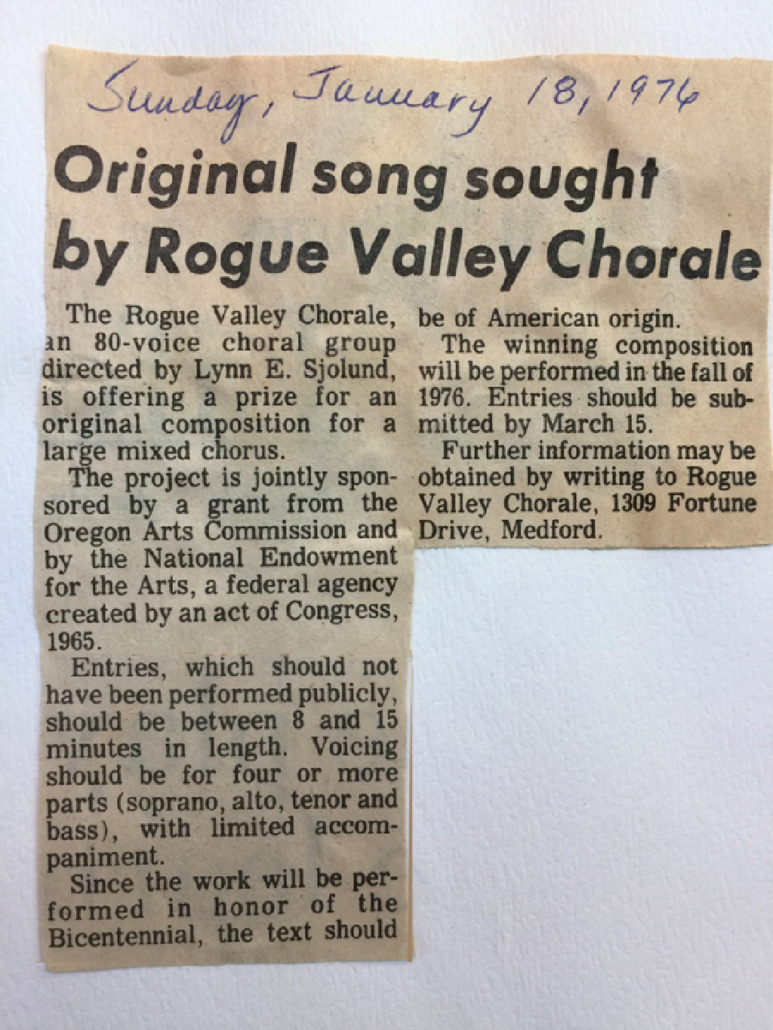 Sunday, January 18, 1976
Original song sought
by Rogue Valley Chorale
The Rogue Valley Chorale,
an 80-voice choral group
directed by Lynn E. Sjolund,
is offering a prize for an
original composition for a
large mixed chorus.
The project is jointly spon-
sored by a grant from the
Oregon Arts Commission and
by the National Endowment
for the Arts, a federal agency
created by an act of Congress,
1965.
Entries, which should not
have been performed publicly,
should be between 8 and 15
minutes in length. Voicing
should be for four or more
parts (soprano, alto, tenor and
bass), with limited accom-
paniment.
Since the work will be per-
formed in honor of the
Bicentennial, the text should
be of American origin.
The winning composition
will be performed in the fall of
1976. Entries should be sub-
mitted by March 15.
Further information may be
obtained by writing to Rogue
Valley Chorale, 1309 Fortune
Drive, Medford.